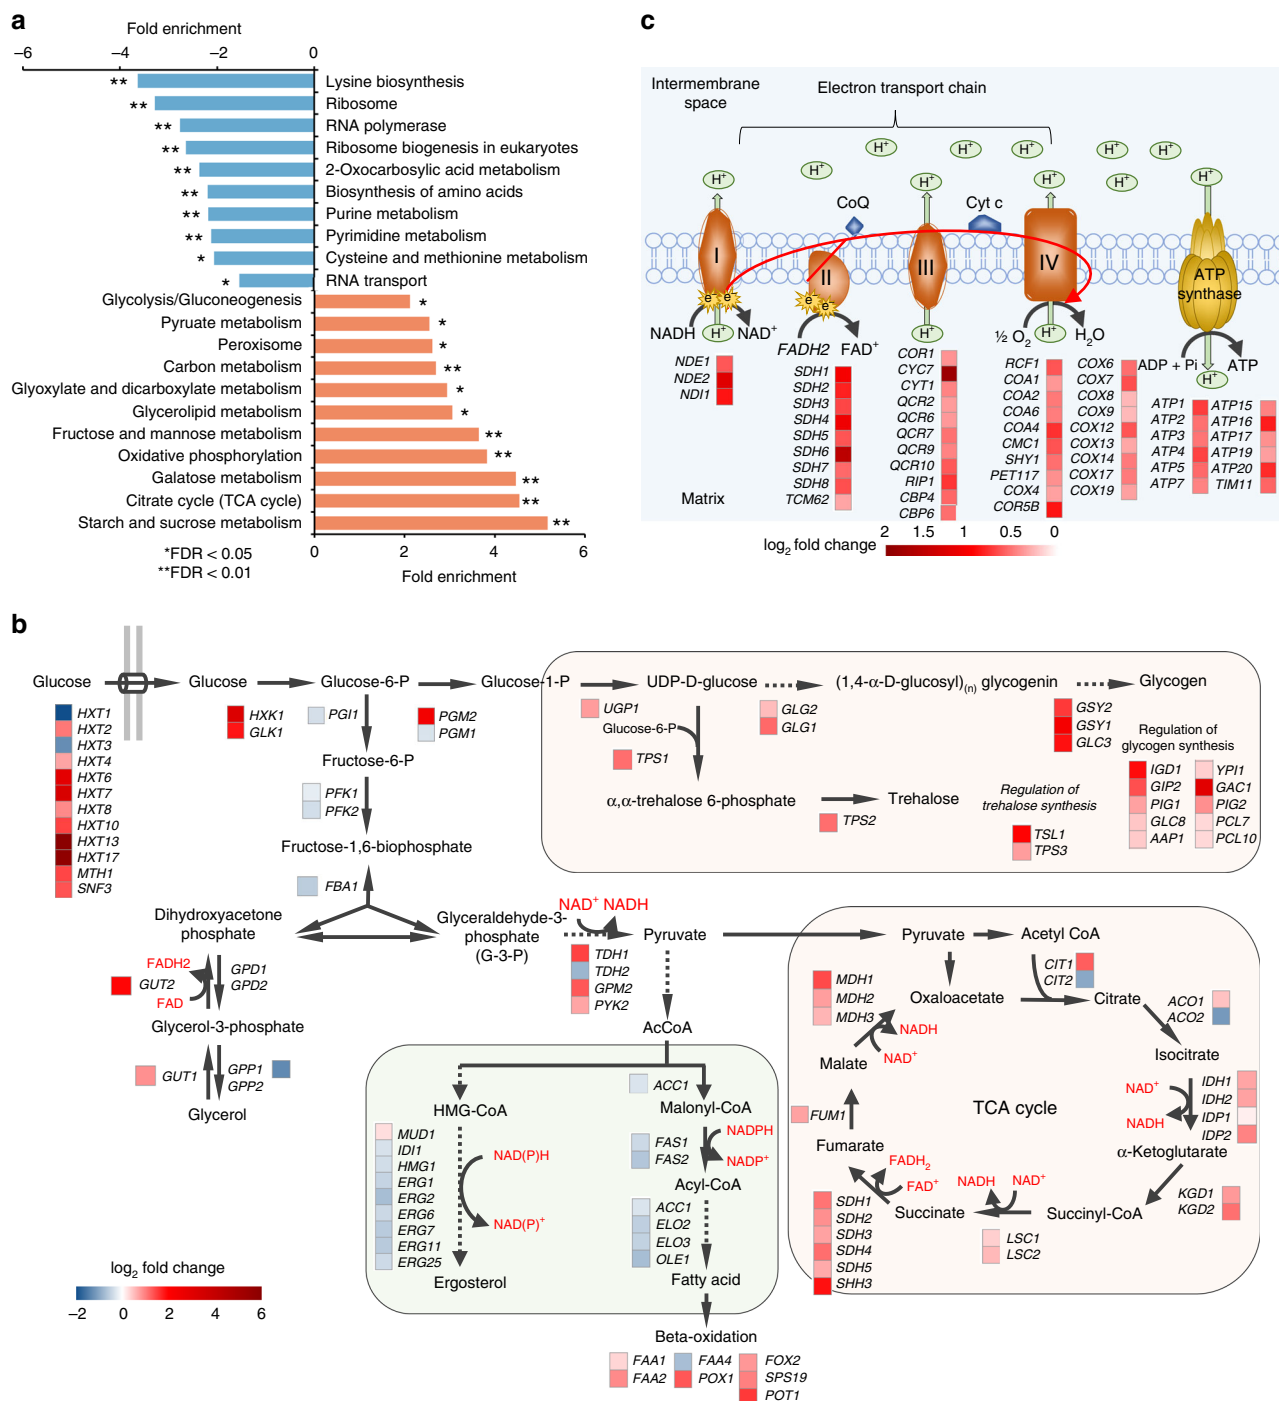 a
Fold enrichment
−6 −4 −2 0
** Lysine biosynthesis
** Ribosome
** RNA polymerase
** Ribosome biogenesis in eukaryotes
** 2-Oxocarbosylic acid metabolism
** Biosynthesis of amino acids
** Purine metabolism
** Pyrimidine metabolism
* Cysteine and methionine metabolism
* RNA transport
Glycolysis/Gluconeogenesis *
Pyruate metabolism *
Peroxisome *
Carbon metabolism **
Glyoxylate and dicarboxylate metabolism *
Glycerolipid metabolism *
Fructose and mannose metabolism **
Oxidative phosphorylation **
Galatose metabolism **
Citrate cycle (TCA cycle) **
Starch and sucrose metabolism **
0 2 4 6
*FDR < 0.05
**FDR < 0.01
Fold enrichment
c
Intermembrane
space
Electron transport chain
H+ H+ H+ H+ H+ H+ H+
H+ H+ H+ H+
CoQ
Cyt c
I
II
III
IV
ATP
synthase
e- e-
e- e-
NADH H+ NAD+
FADH2 FAD+
H+
½ O2 H+ H2O
ADP + Pi ATP
H+
NDE1
NDE2
NDI1
SDH1
SDH2
SDH3
SDH4
SDH5
SDH6
SDH7
SDH8
TCM62
COR1
CYC7
CYT1
QCR2
QCR6
QCR7
QCR9
QCR10
RIP1
CBP4
CBP6
RCF1
COA1
COA2
COA6
COA4
CMC1
SHY1
PET117
COX4
COR5B
COX6
COX7
COX8
COX9
COX12
COX13
COX14
COX17
COX19
ATP1
ATP2
ATP3
ATP4
ATP5
ATP7
ATP15
ATP16
ATP17
ATP19
ATP20
TIM11
Matrix
log2 fold change
2 1.5 1 0.5 0
b
Glucose
Glucose
Glucose-6-P
Glucose-1-P
UDP-D-glucose
(1,4-α-D-glucosyl)(n) glycogenin
Glycogen
HXT1
HXT2
HXT3
HXT4
HXT6
HXT7
HXT8
HXT10
HXT13
HXT17
MTH1
SNF3
HXK1
GLK1
PGI1
PGM2
PGM1
UGP1
Glucose-6-P
TPS1
GLG2
GLG1
GSY2
GSY1
GLC3
Regulation of
glycogen synthesis
IGD1
GIP2
PIG1
GLC8
AAP1
YPI1
GAC1
PIG2
PCL7
PCL10
α,α-trehalose 6-phosphate
TPS2
Trehalose
Regulation of
trehalose synthesis
TSL1
TPS3
Fructose-6-P
PFK1
PFK2
Fructose-1,6-biophosphate
FBA1
Dihydroxyacetone
phosphate
Glyceraldehyde-3-
phosphate
(G-3-P)
NAD+ NADH
TDH1
TDH2
GPM2
PYK2
Pyruvate
FADH2
GUT2
FAD
GPD1
GPD2
Glycerol-3-phosphate
GUT1
GPP1
GPP2
Glycerol
AcCoA
HMG-CoA
MUD1
IDI1
HMG1
ERG1
ERG2
ERG6
ERG7
ERG11
ERG25
NAD(P)H
NAD(P)+
Ergosterol
ACC1
Malonyl-CoA
FAS1
FAS2
NADPH
NADP+
Acyl-CoA
ACC1
ELO2
ELO3
OLE1
Fatty acid
Beta-oxidation
FAA1
FAA2
FAA4
POX1
FOX2
SPS19
POT1
Pyruvate
Acetyl CoA
CIT1
CIT2
Oxaloacetate
Citrate
ACO1
ACO2
Isocitrate
IDH1
IDH2
IDP1
IDP2
NAD+
NADH
α-Ketoglutarate
KGD1
KGD2
Succinyl-CoA
NADH NAD+
LSC1
LSC2
Succinate
FADH2
FAD+
SDH1
SDH2
SDH3
SDH4
SDH5
SHH3
Fumarate
FUM1
Malate
NADH
NAD+
MDH1
MDH2
MDH3
TCA cycle
log2 fold change
−2 0 2 4 6